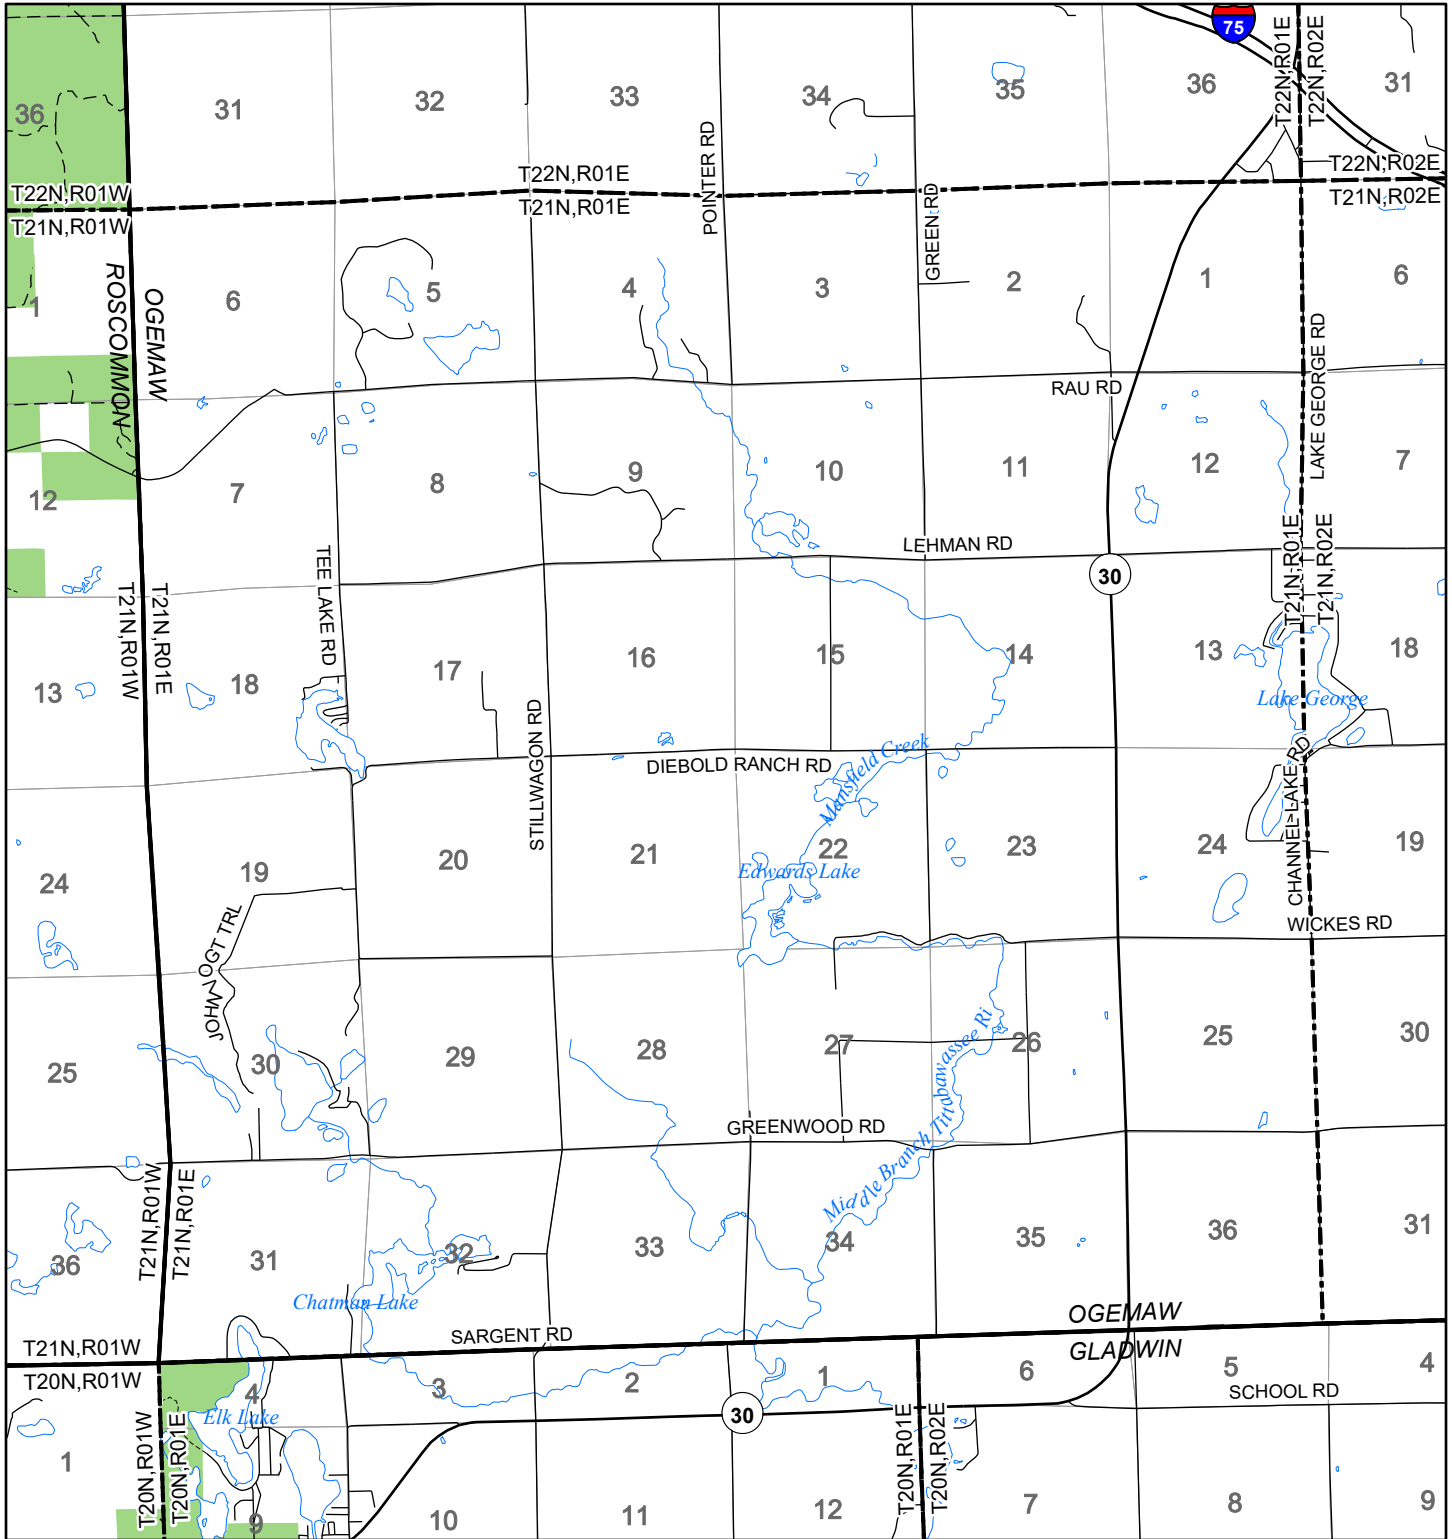 75
T22N,R01E
T22N,R02E
36
31
32
33
34
35
36
31
POINTER RD
T22N,R01W
T22N,R01E
T22N,R02E
T21N,R01W
T21N,R01E
T21N,R02E
GREEN RD
ROSCOMMON
OGEMAW
1
6
5
4
3
2
1
6
LAKE GEORGE RD
RAU RD
12
7
8
9
10
11
12
7
LEHMAN RD
30
TEE LAKE RD
T21N,R01E
T21N,R02E
T21N,R01W
T21N,R01E
13
18
17
16
15
14
13
18
Lake George
STILLWAGON RD
DIEBOLD RANCH RD
Mansfield Creek
CHANNEL LAKE RD
24
19
20
21
22
23
24
19
Edwards Lake
WICKES RD
JOHN VOGT TRL
25
30
29
28
27
26
25
30
Middle Branch Tittabawassee Ri
GREENWOOD RD
T21N,R01W
T21N,R01E
36
31
32
33
34
35
36
31
Chatman Lake
OGEMAW
SARGENT RD
GLADWIN
T21N,R01W
T20N,R01W
4
3
2
1
6
5
4
SCHOOL RD
Elk Lake
30
T20N,R01W
T20N,R01E
T20N,R01E
T20N,R02E
1
9
10
11
12
7
8
9